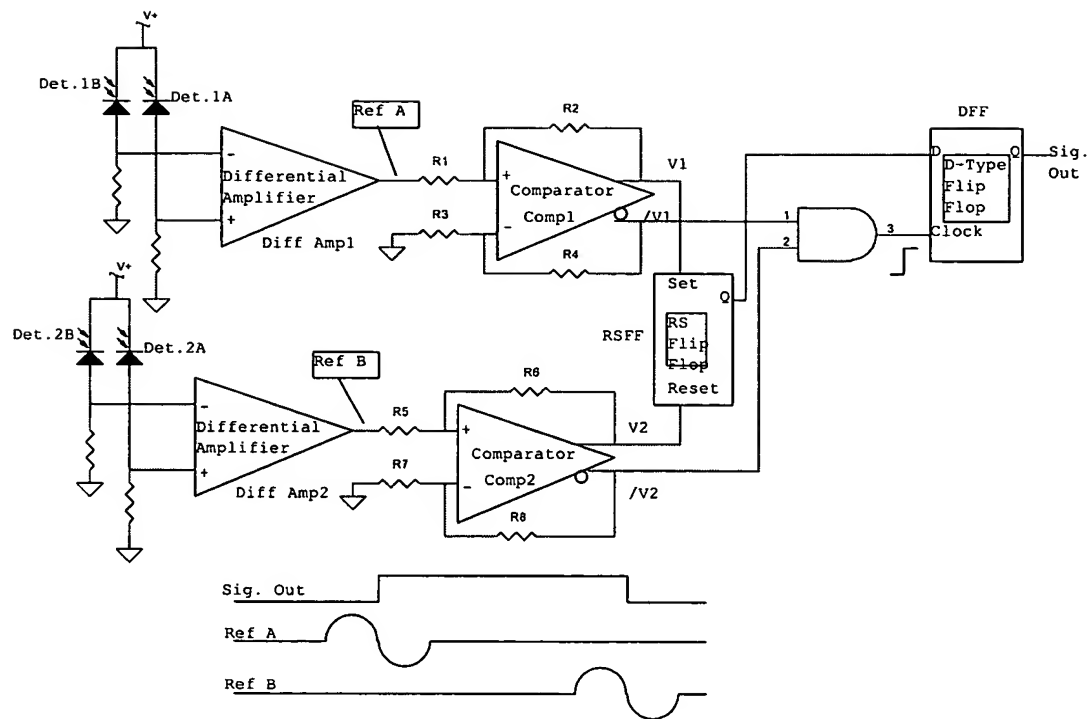 V+
Det.1B
Det.1A
Ref A
R2
DFF
-
Differential
Amplifier
+
Diff Amp1
R1
R3
+
Comparator
Comp1
-
R4
V1
/V1
D
Q
D-Type
Flip
Flop
Clock
Sig.
Out
1
2
3
V+
Det.2B
Det.2A
Ref B
Set
Q
RSFF
RS
Flip
Flop
Reset
-
Differential
Amplifier
+
Diff Amp2
R5
R7
R6
+
Comparator
Comp2
-
R8
V2
/V2
Sig. Out
Ref A
Ref B